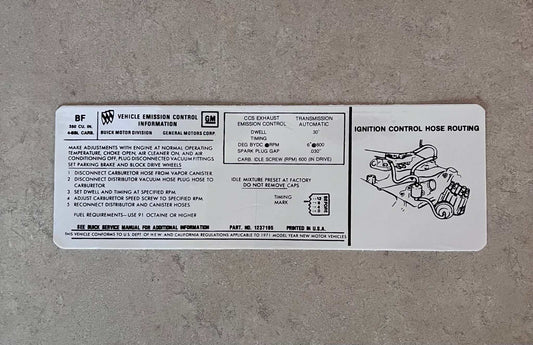 BF
350 CU. IN.
4-BBL CARB.
VEHICLE EMISSION CONTROL
INFORMATION
GM
BUICK MOTOR DIVISION GENERAL MOTORS CORP.
MAKE ADJUSTMENTS WITH ENGINE AT NORMAL OPERATING
TEMPERATURE, CHOKE OPEN, AIR CLEANER ON, AND AIR
CONDITIONING OFF, PLUG DISCONNECTED VACUUM FITTINGS
SET PARKING BRAKE AND BLOCK DRIVE WHEELS
1 DISCONNECT CARBURETOR HOSE FROM VAPOR CANISTER
2 DISCONNECT DISTRIBUTOR VACUUM HOSE PLUG HOSE TO
CARBURETOR
3 SET DWELL AND TIMING AT SPECIFIED RPM
4 ADJUST CARBURETOR SPEED SCREW TO SPECIFIED RPM
5 RECONNECT DISTRIBUTOR AND CANISTER HOSES
FUEL REQUIREMENTS—USE 91 OCTAINE OR HIGHER
CCS EXHAUST TRANSMISSION
EMISSION CONTROL AUTOMATIC
DWELL 30°
TIMING
DEG BYDC@RPM 6°@600
SPARK PLUG GAP .030"
CARB. IDLE SCREW (RPM) 600 (IN DRIVE)
IDLE MIXTURE PRESET AT FACTORY
DO NOT REMOVE CAPS
TIMING
MARK
BEFORE
SEE BUICK SERVICE MANUAL FOR ADDITIONAL INFORMATION PART. NO. 1237195 PRINTED IN U.S.A.
THIS VEHICLE CONFORMS TO U.S. DEPT. OF H.E.W. AND CALIFORNIA REGULATIONS APPLICABLE TO 1971 MODEL YEAR NEW MOTOR VEHICLES
IGNITION CONTROL HOSE ROUTING